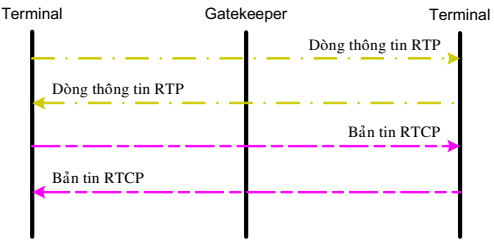 Terminal Gatekeeper Terminal
Dòng thông tin RTP
Dòng thông tin RTP
Bản tin RTCP
Bản tin RTCP